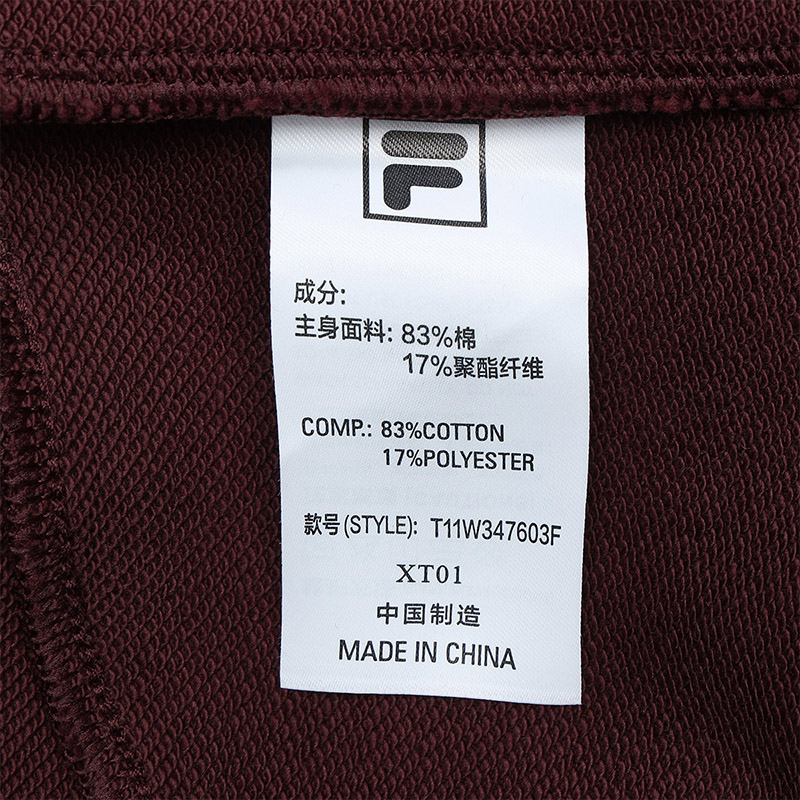 成分:
主身面料: 83%棉
17%聚酯纤维
COMP.: 83%COTTON
17%POLYESTER
款号(STYLE): T11W347603F
XT01
中国制造
MADE IN CHINA